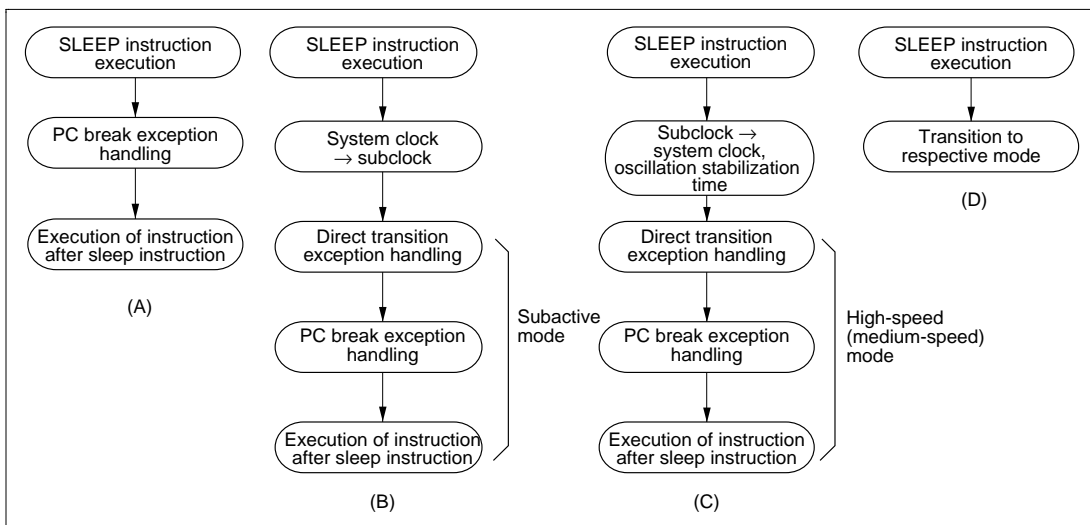 SLEEP instruction
execution
PC break exception
handling
Execution of instruction
after sleep instruction
(A)
SLEEP instruction
execution
System clock
→ subclock
Direct transition
exception handling
PC break exception
handling
Execution of instruction
after sleep instruction
Subactive
mode
(B)
SLEEP instruction
execution
Subclock →
system clock,
oscillation stabilization
time
Direct transition
exception handling
PC break exception
handling
Execution of instruction
after sleep instruction
High-speed
(medium-speed)
mode
(C)
SLEEP instruction
execution
Transition to
respective mode
(D)